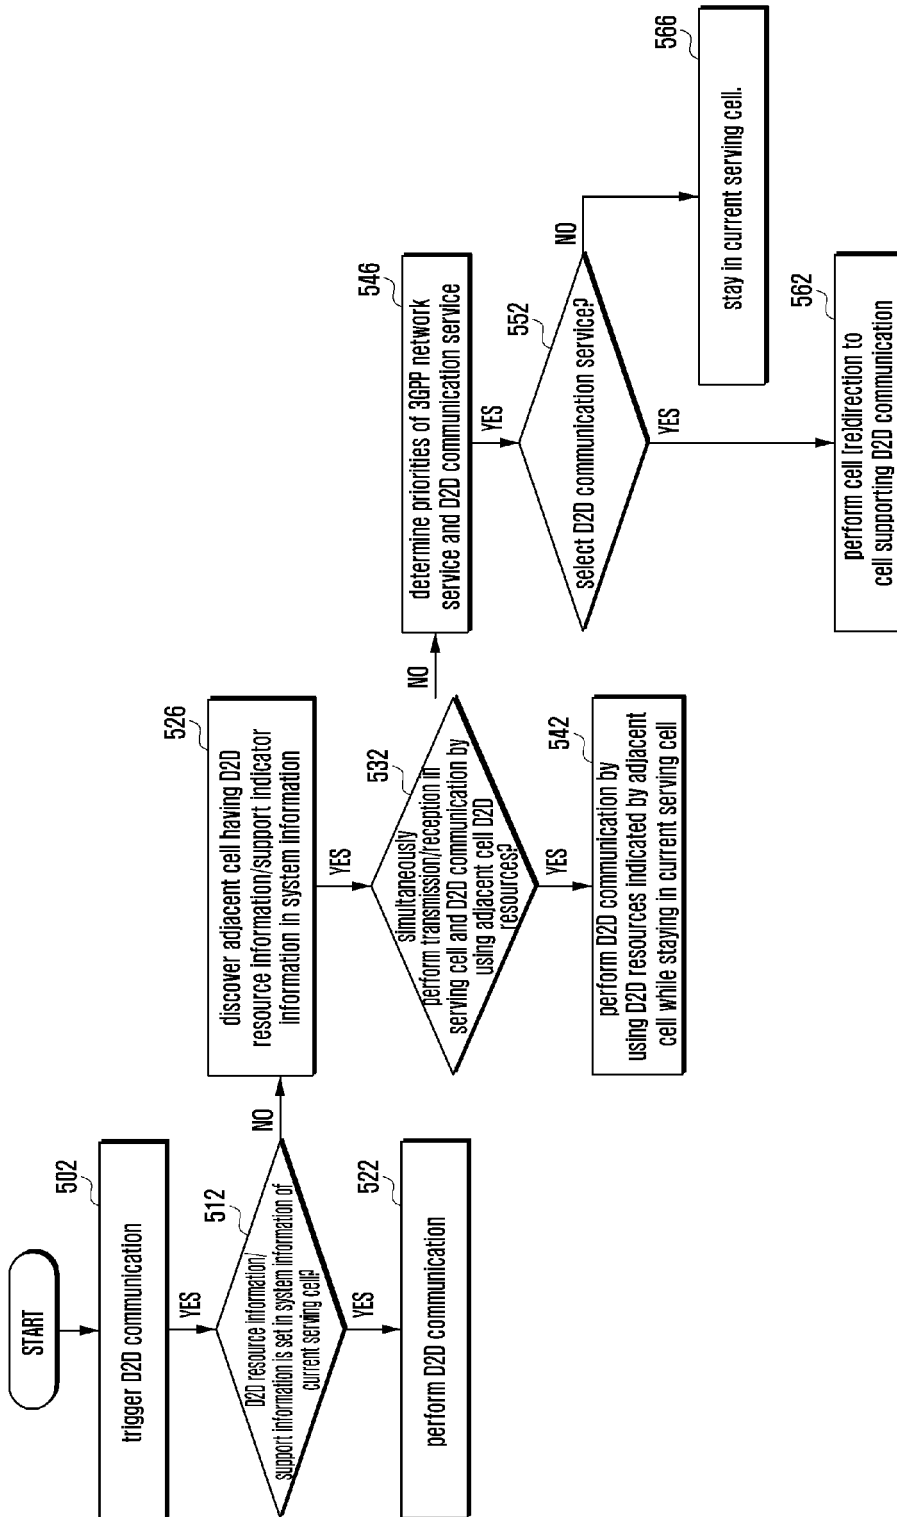 START
502
trigger D2D communication
YES
512
D2D resource information/
support information is set in system information of
current serving cell?
NO
YES
522
perform D2D communication
526
discover adjacent cell having D2D
resource information/support indicator
information in system information
YES
532
simultaneously
perform transmission/reception in
serving cell and D2D communication by
using adjacent cell D2D
resources?
NO
YES
542
perform D2D communication by
using D2D resources indicated by adjacent
cell while staying in current serving cell
546
determine priorities of 3GPP network
service and D2D communication service
YES
552
select D2D communication service?
NO
YES
562
perform cell (re)direction to
cell supporting D2D communication
566
stay in current serving cell.